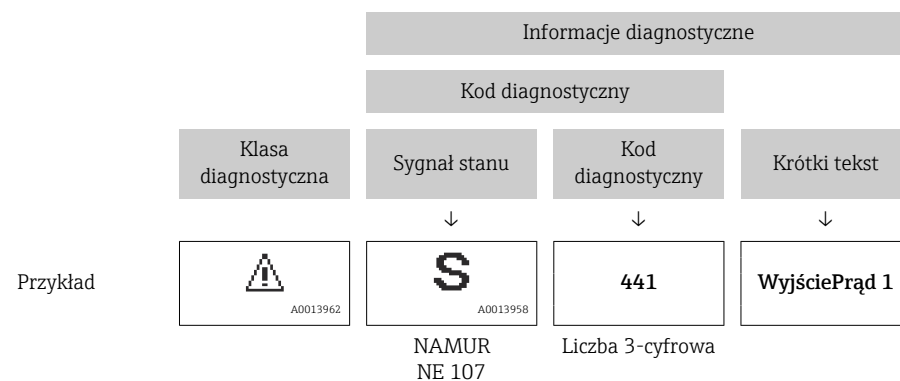 Informacje diagnostyczne
Kod diagnostyczny
Klasa
diagnostyczna
Sygnał stanu
Kod
diagnostyczny
Krótki tekst
↓ ↓ ↓
Przykład
A0013962
S
A0013958
441
WyjściePrąd 1
NAMUR
NE 107
Liczba 3-cyfrowa